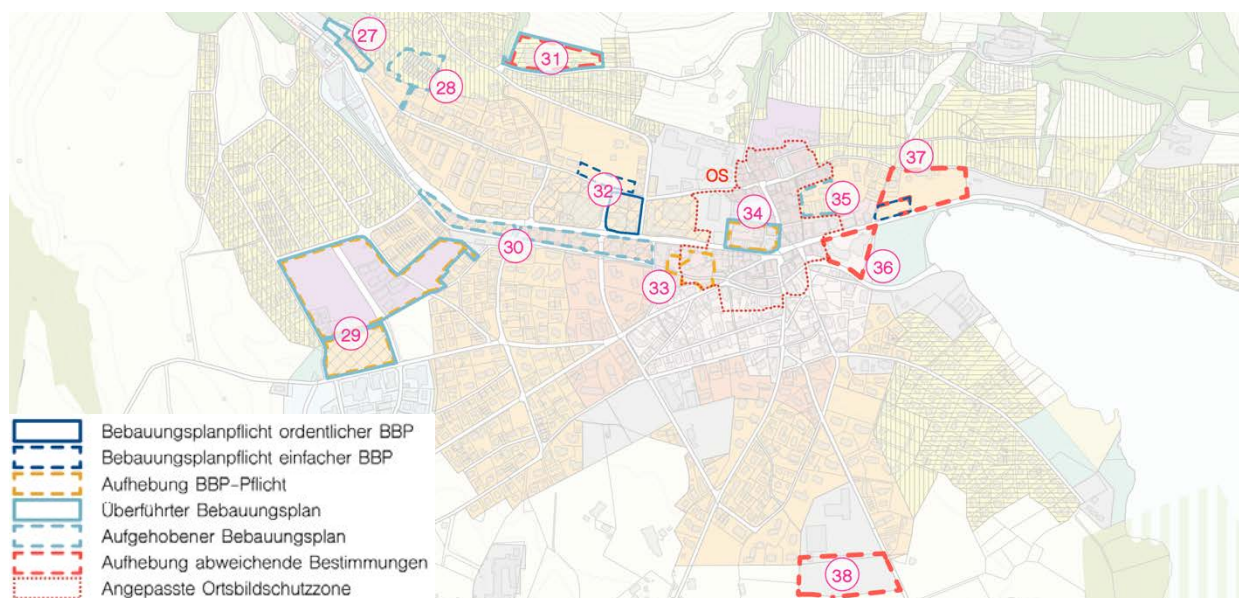 27
28
31
37
32
OS
35
34
30
36
33
29
38
Bebauungsplanpflicht ordentlicher BBP
Bebauungsplanpflicht einfacher BBP
Aufhebung BBP-Pflicht
Überführter Bebauungsplan
Aufgehobener Bebauungsplan
Aufhebung abweichende Bestimmungen
Angepasste Ortsbildschutzzone